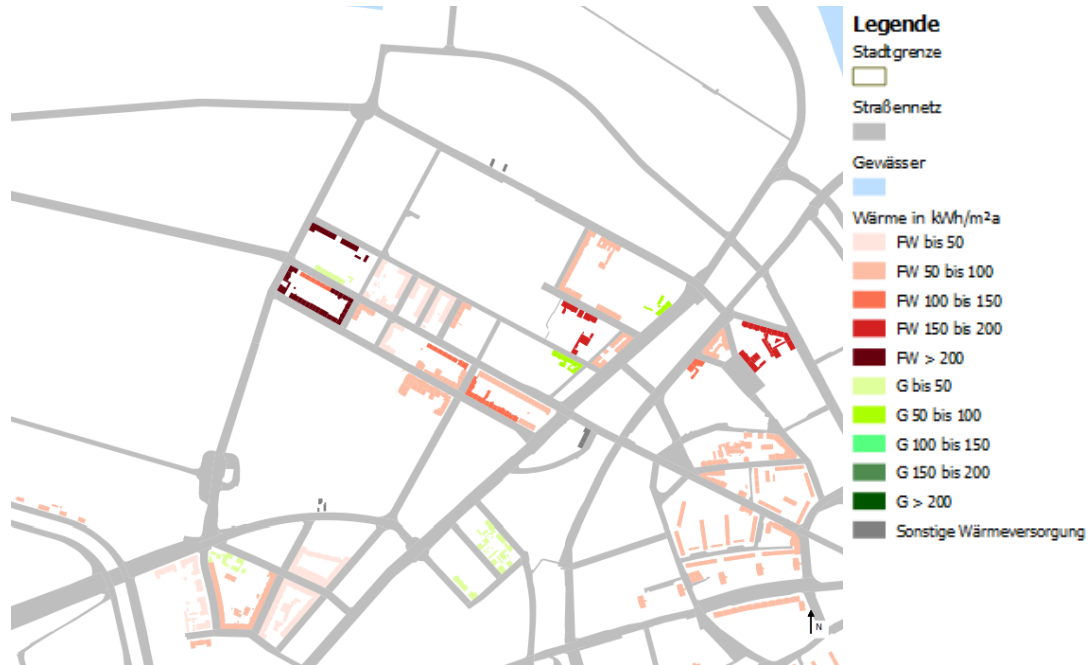 Legende
Stadtgrenze
Straßennetz
Gewässer
Wärme in kWh/m²a
FW bis 50
FW 50 bis 100
FW 100 bis 150
FW 150 bis 200
FW > 200
G bis 50
G 50 bis 100
G 100 bis 150
G 150 bis 200
G > 200
Sonstige Wärmeversorgung
N